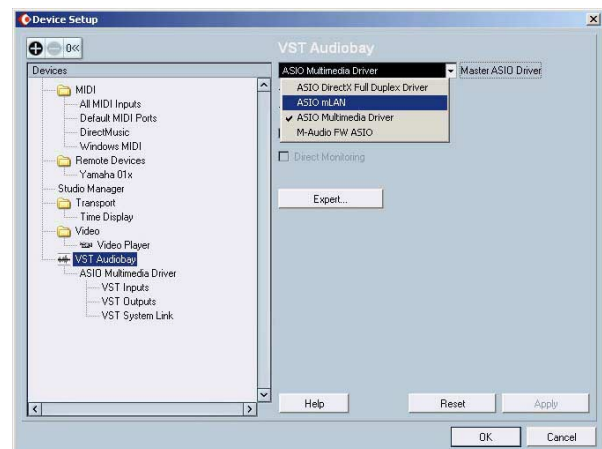 Device Setup
VST Audiobay
Devices
MIDI
All MIDI Inputs
Default MIDI Ports
DirectMusic
Windows MIDI
Remote Devices
Yamaha 01x
Studio Manager
Transport
Time Display
Video
Video Player
VST Audiobay
ASIO Multimedia Driver
VST Inputs
VST Outputs
VST System Link
ASIO Multimedia Driver
Master ASIO Driver
ASIO DirectX Full Duplex Driver
ASIO mLAN
ASIO Multimedia Driver
M-Audio FW ASIO
Direct Monitoring
Expert...
Help
Reset
Apply
OK
Cancel